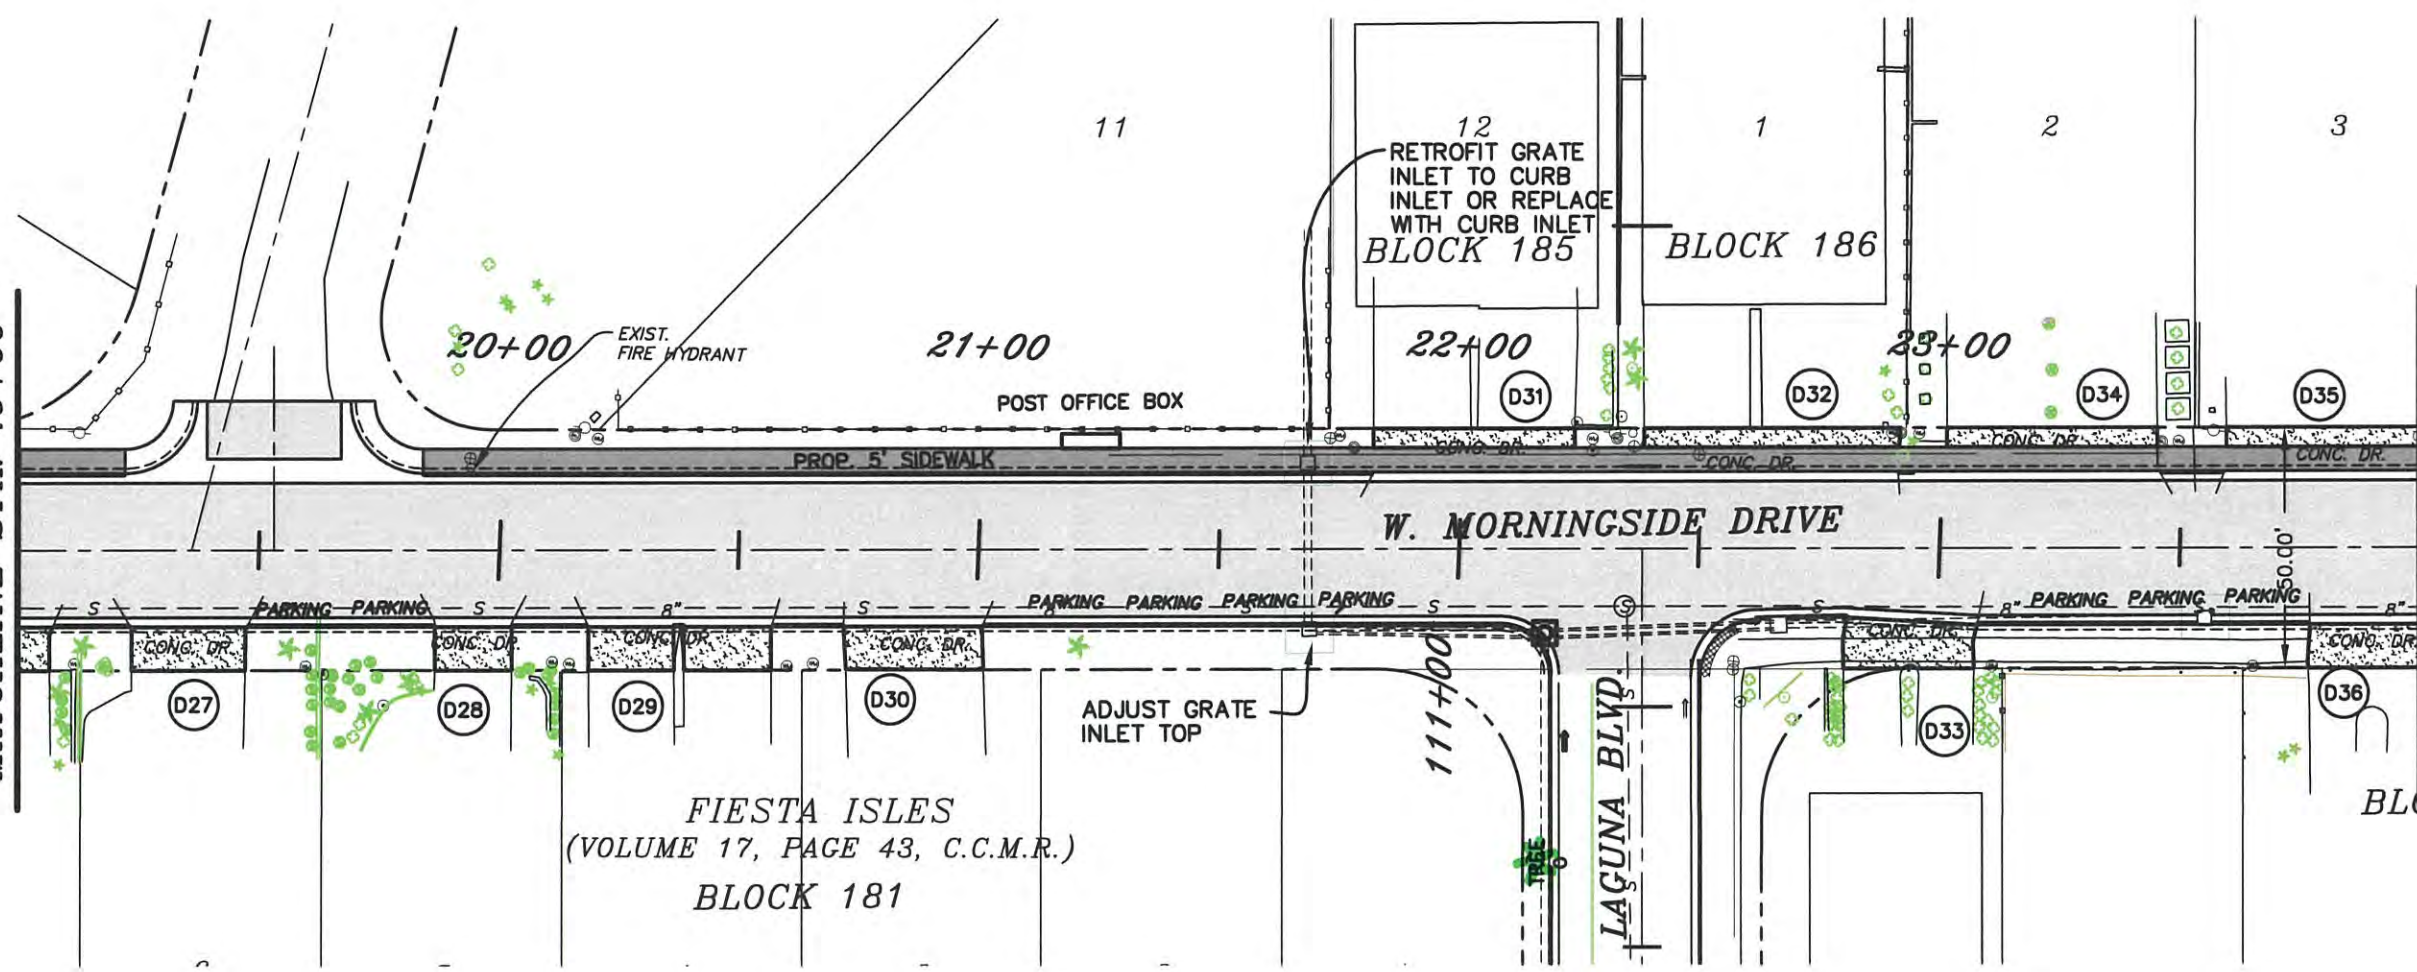 11
12
1
2
3
RETROFIT GRATE
INLET TO CURB
INLET OR REPLACE
WITH CURB INLET
BLOCK 185
BLOCK 186
EXIST.
FIRE HYDRANT
20+00
21+00
22+00
23+00
POST OFFICE BOX
D31
D32
D34
D35
PROP. 5' SIDEWALK
CONC. DR.
CONC. DR.
CONC. DR.
CONC. DR.
W. MORNINGSIDE DRIVE
50.00'
S
PARKING
PARKING
S
8"
S
PARKING
PARKING
PARKING
PARKING
S
S
S
8"
PARKING
PARKING
PARKING
8"
CONC. DR.
CONC. DR.
CONC. DR.
CONC. DR.
CONC. DR.
CONC. DR.
D27
D28
D29
D30
ADJUST GRATE
INLET TOP
111+00
LAGUNA BLVD.
S
S
D33
D36
FIESTA ISLES
(VOLUME 17, PAGE 43, C.C.M.R.)
BLOCK 181
TREE